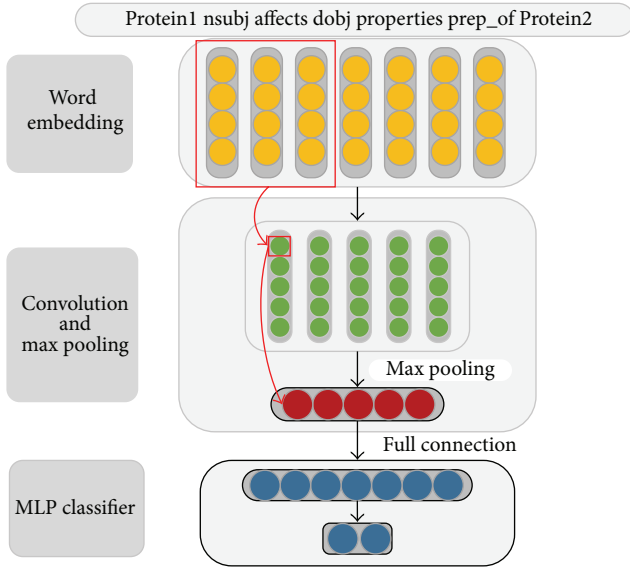 Protein1 nsubj affects dobj properties prep_of Protein2
Word
embedding
Convolution
and
max pooling
Max pooling
Full connection
MLP classifier